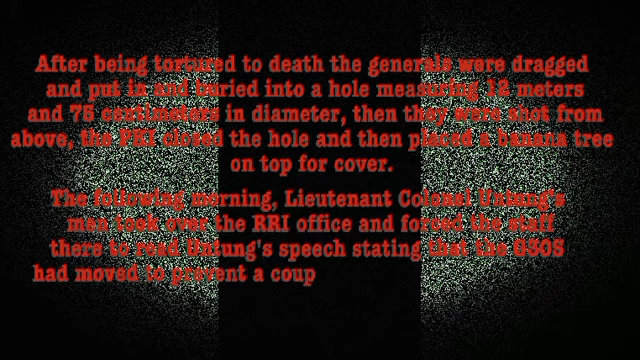 After being tortured to death the generals were dragged
and put in and buried into a hole measuring 12 meters
and 75 centimeters in diameter, then they were shot from
above, the PKI closed the hole and then placed a banana tree
on top for cover.
The following morning, Lieutenant Colonel Untung's
men took over the RRI office and forced the staff
there to read Untung's speech stating that the G30S
had moved to prevent a coup